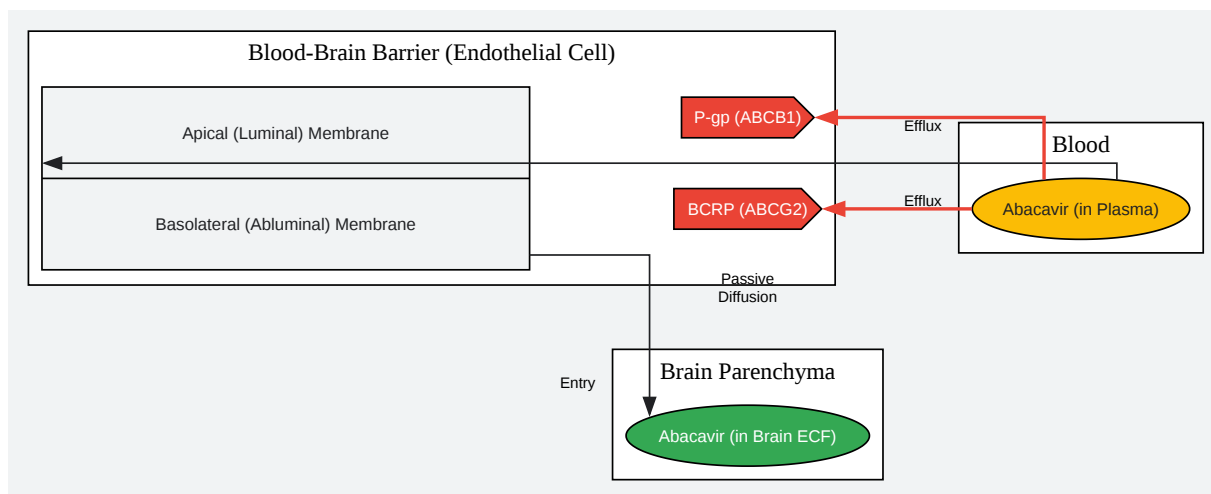 Blood-Brain Barrier (Endothelial Cell)
Apical (Luminal) Membrane
P-gp (ABCB1)
Efflux
Blood
Basolateral (Abluminal) Membrane
BCRP (ABCG2)
Efflux
Abacavir (in Plasma)
Passive
Diffusion
Entry
Brain Parenchyma
Abacavir (in Brain ECF)